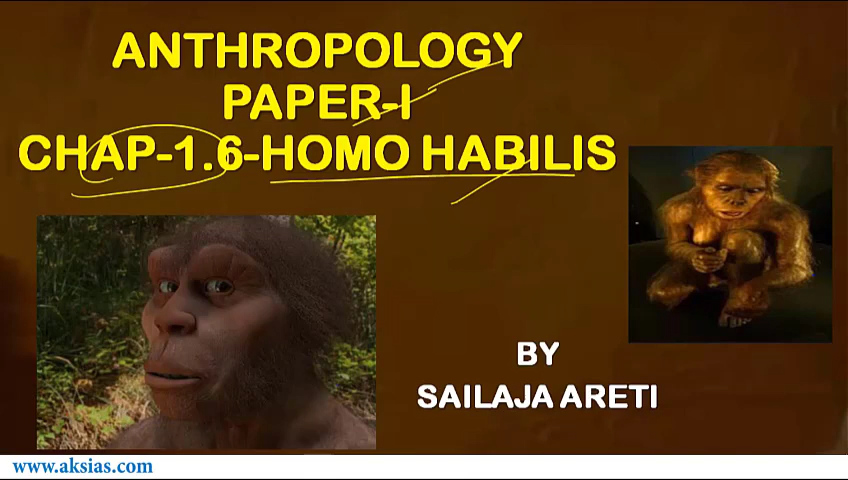 ANTHROPOLOGY
PAPER-I
CHAP-1.6-HOMO HABILIS
BY
SAILAJA ARETI
www.aksias.com